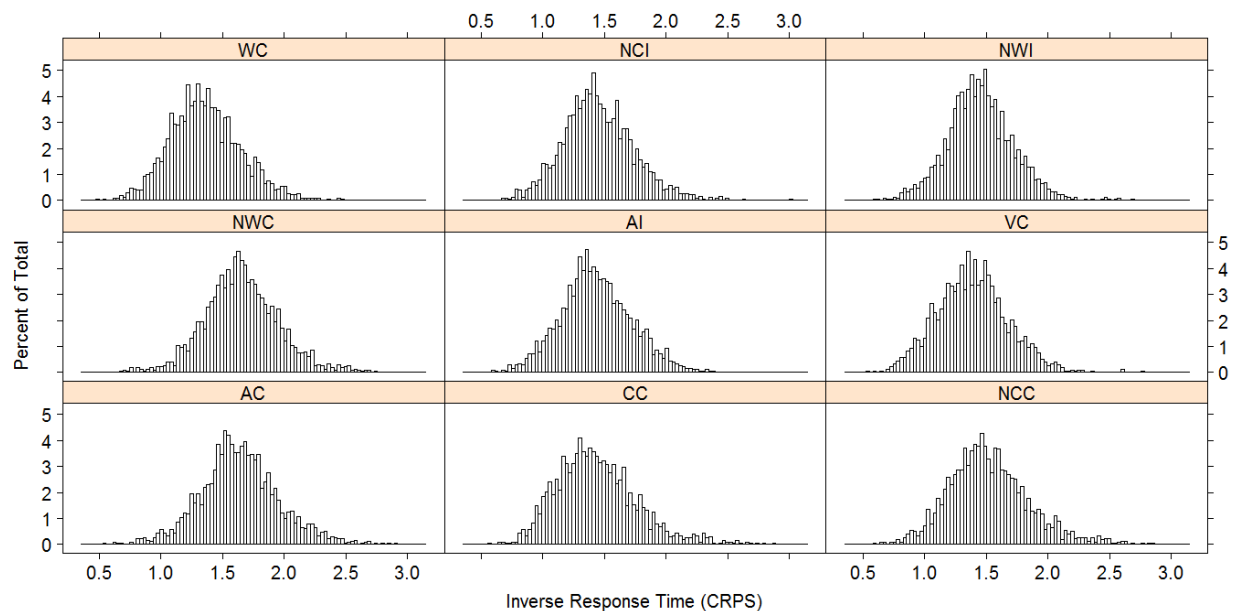 0.5 1.0 1.5 2.0 2.5 3.0
WC NCI NWI
5
4
3
2
1
0
NWC AI VC
5
4
3
2
1
0
AC CC NCC
5
4
3
2
1
0
Percent of Total
0.5 1.0 1.5 2.0 2.5 3.0 0.5 1.0 1.5 2.0 2.5 3.0
Inverse Response Time (CRPS)